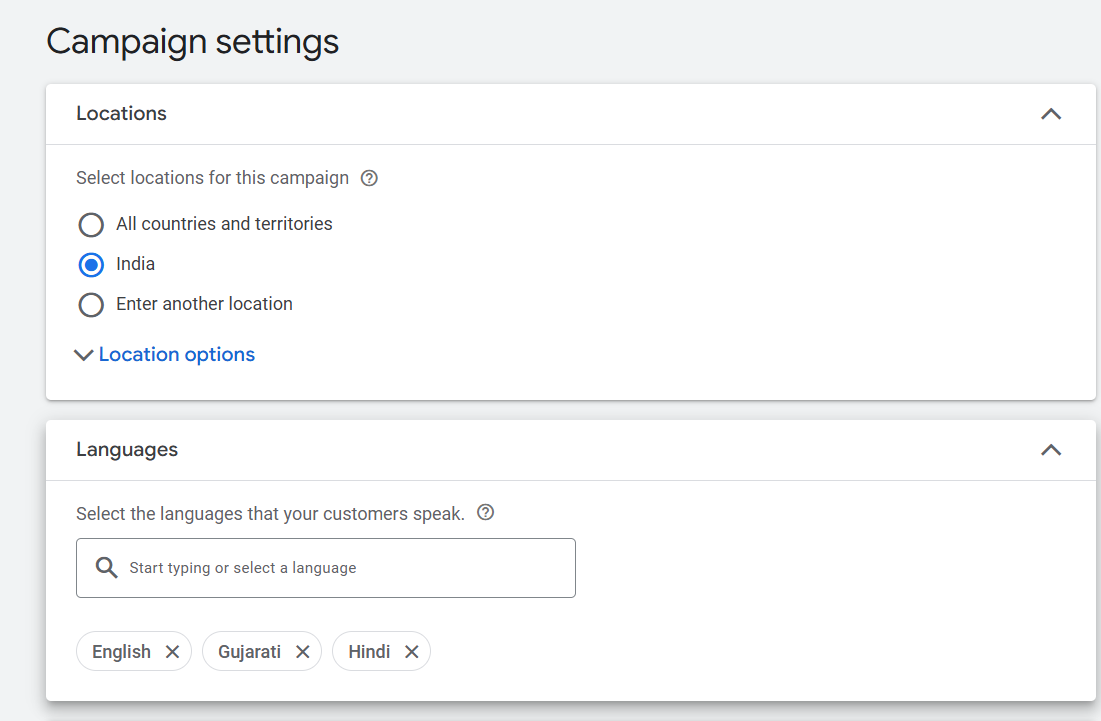 Campaign settings
Locations
Select locations for this campaign
All countries and territories
India
Enter another location
Location options
Languages
Select the languages that your customers speak.
Start typing or select a language
English Gujarati Hindi